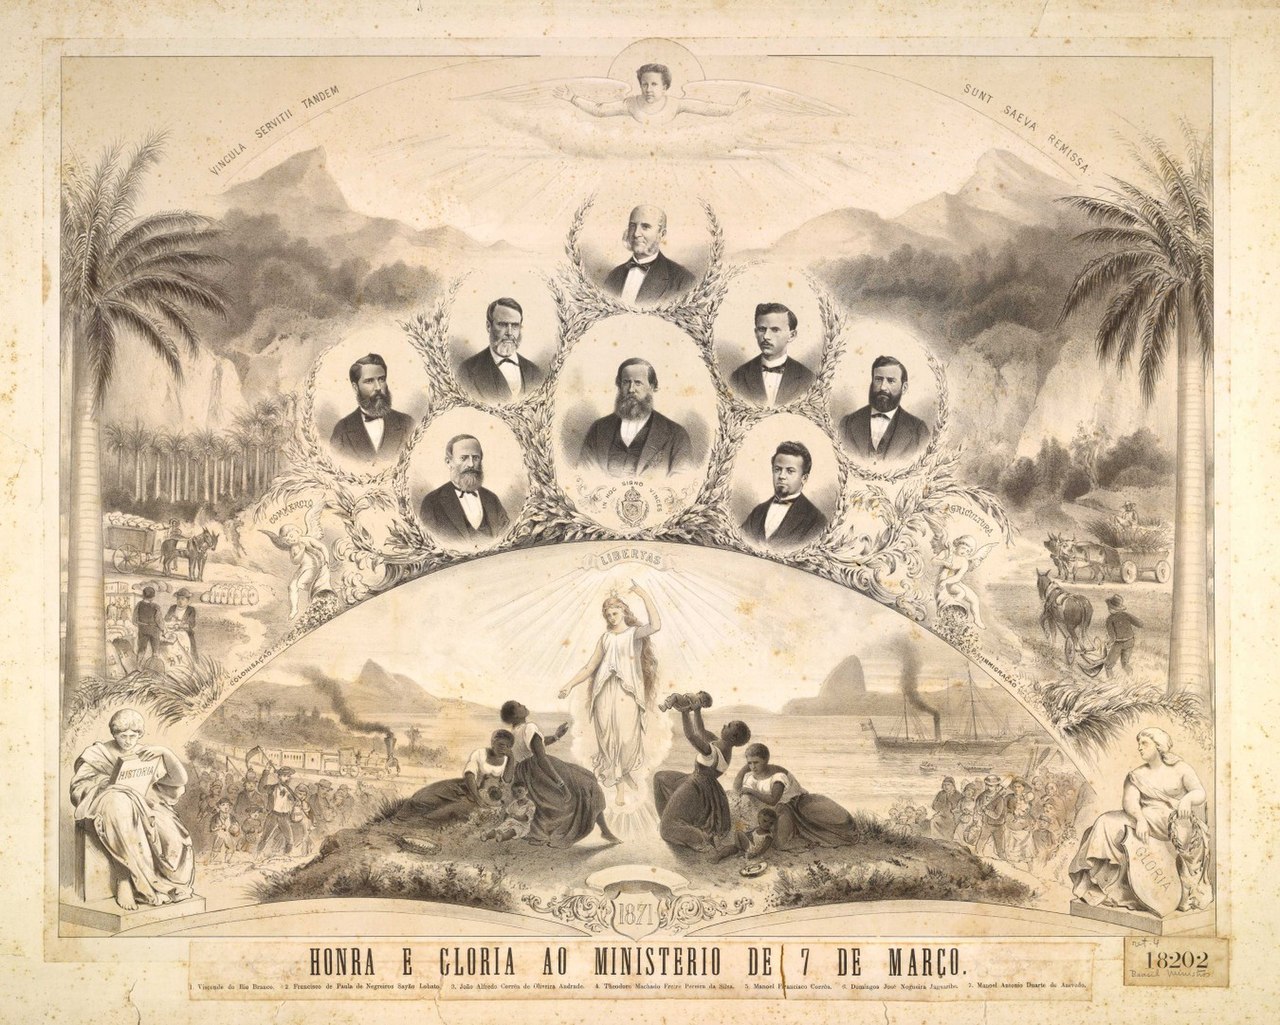 VINCULA SERVITII TANDEM
SUNT SAEVA REMISSA
IN HOC SIGNO VINCES
COMMERCIO
AGRICULTURA
LIBERTAS
COLONISAÇÃO
IMMIGRAÇÃO
HISTORIA
GLORIA
1871
HONRA E GLORIA AO MINISTERIO DE 7 DE MARÇO.
1. Visconde do Rio Branco. 2. Francisco de Paula de Negreiros Sayão Lobato. 3. João Alfredo Corrêa de Oliveira Andrade. 4. Theodoro Machado Freire Pereira da Silva. 5. Manoel Francisco Corrêa. 6. Domingos José Nogueira Jaguaribe. 7. Manoel Antonio Duarte de Azevedo.
ret. 4
18202
Brasil